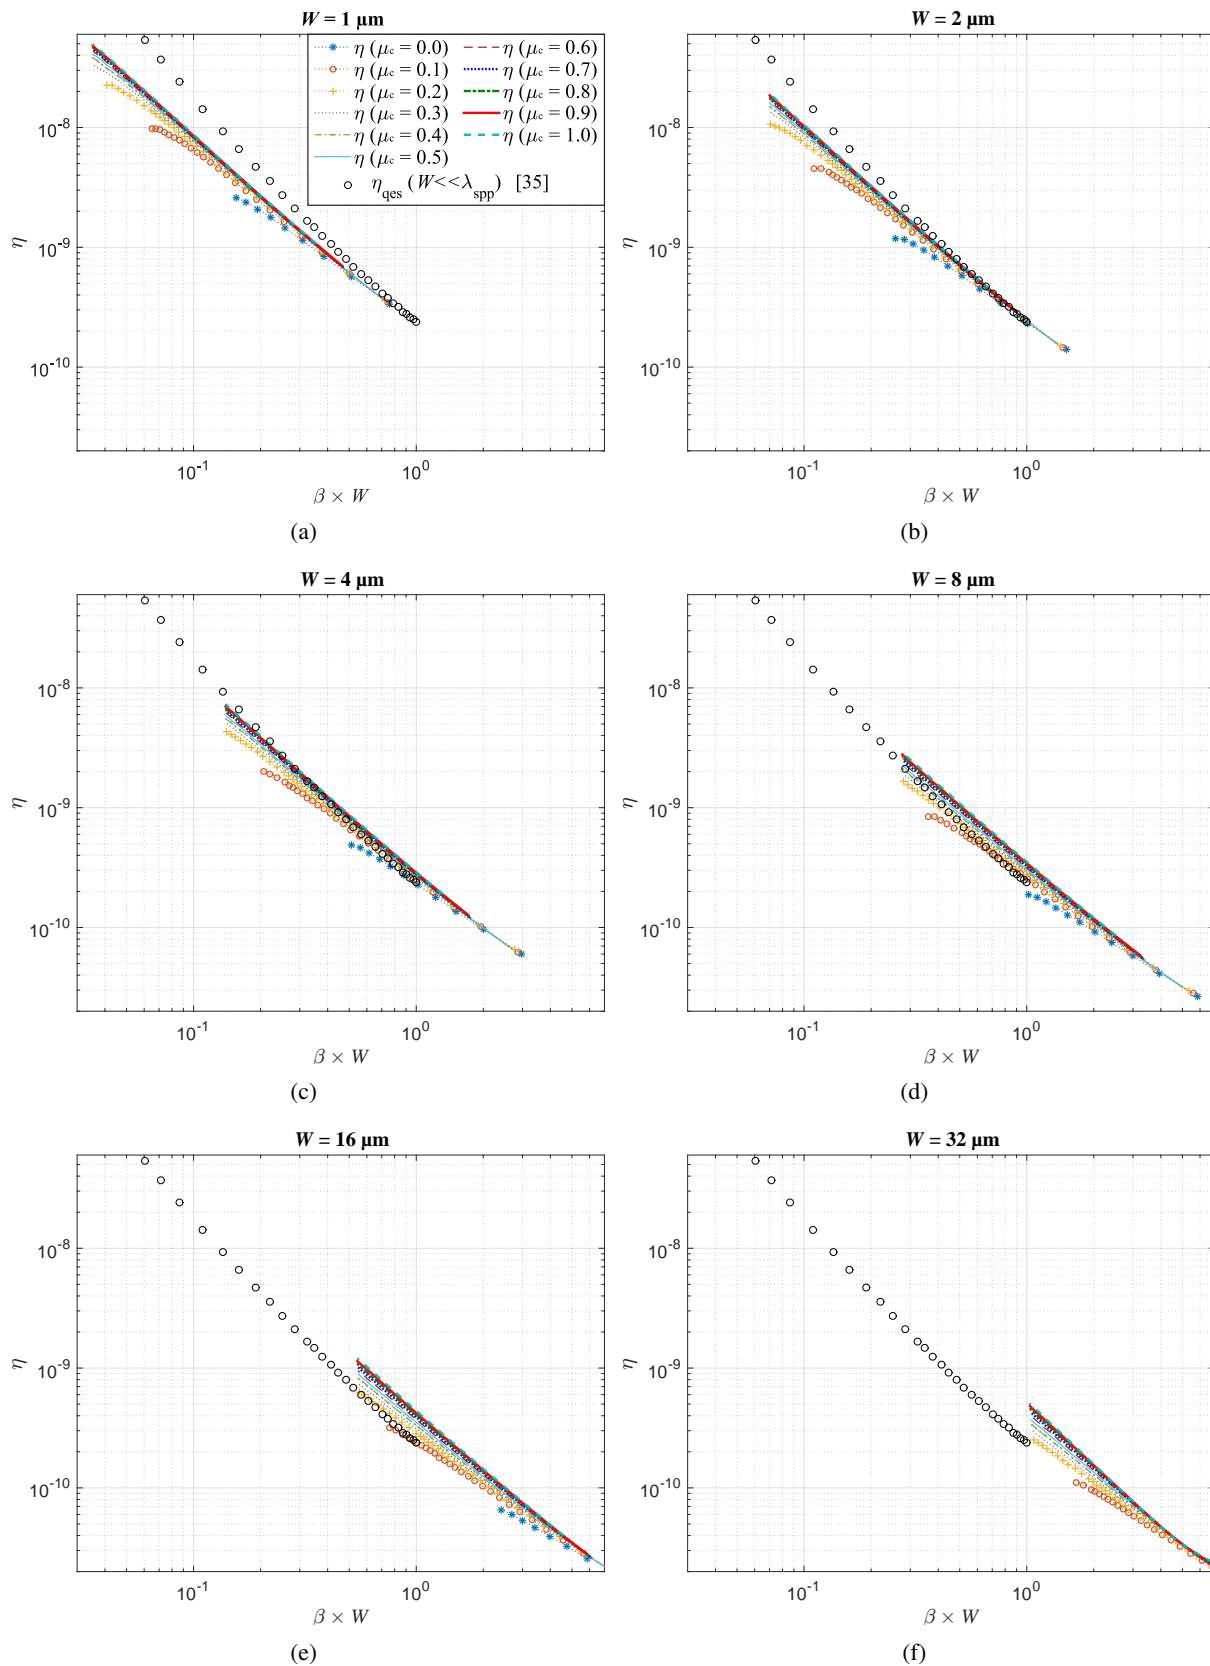 W = 1 µm
10⁻⁸
10⁻⁹
10⁻¹⁰
η
10⁻¹
10⁰
β × W
η (μc = 0.0)
η (μc = 0.1)
η (μc = 0.2)
η (μc = 0.3)
η (μc = 0.4)
η (μc = 0.5)
η (μc = 0.6)
η (μc = 0.7)
η (μc = 0.8)
η (μc = 0.9)
η (μc = 1.0)
ηqes (W<<λspp) [35]
(a)
W = 2 µm
10⁻⁸
10⁻⁹
10⁻¹⁰
η
10⁻¹
10⁰
β × W
(b)
W = 4 µm
10⁻⁸
10⁻⁹
10⁻¹⁰
η
10⁻¹
10⁰
β × W
(c)
W = 8 µm
10⁻⁸
10⁻⁹
10⁻¹⁰
η
10⁻¹
10⁰
β × W
(d)
W = 16 µm
10⁻⁸
10⁻⁹
10⁻¹⁰
η
10⁻¹
10⁰
β × W
(e)
W = 32 µm
10⁻⁸
10⁻⁹
10⁻¹⁰
η
10⁻¹
10⁰
β × W
(f)